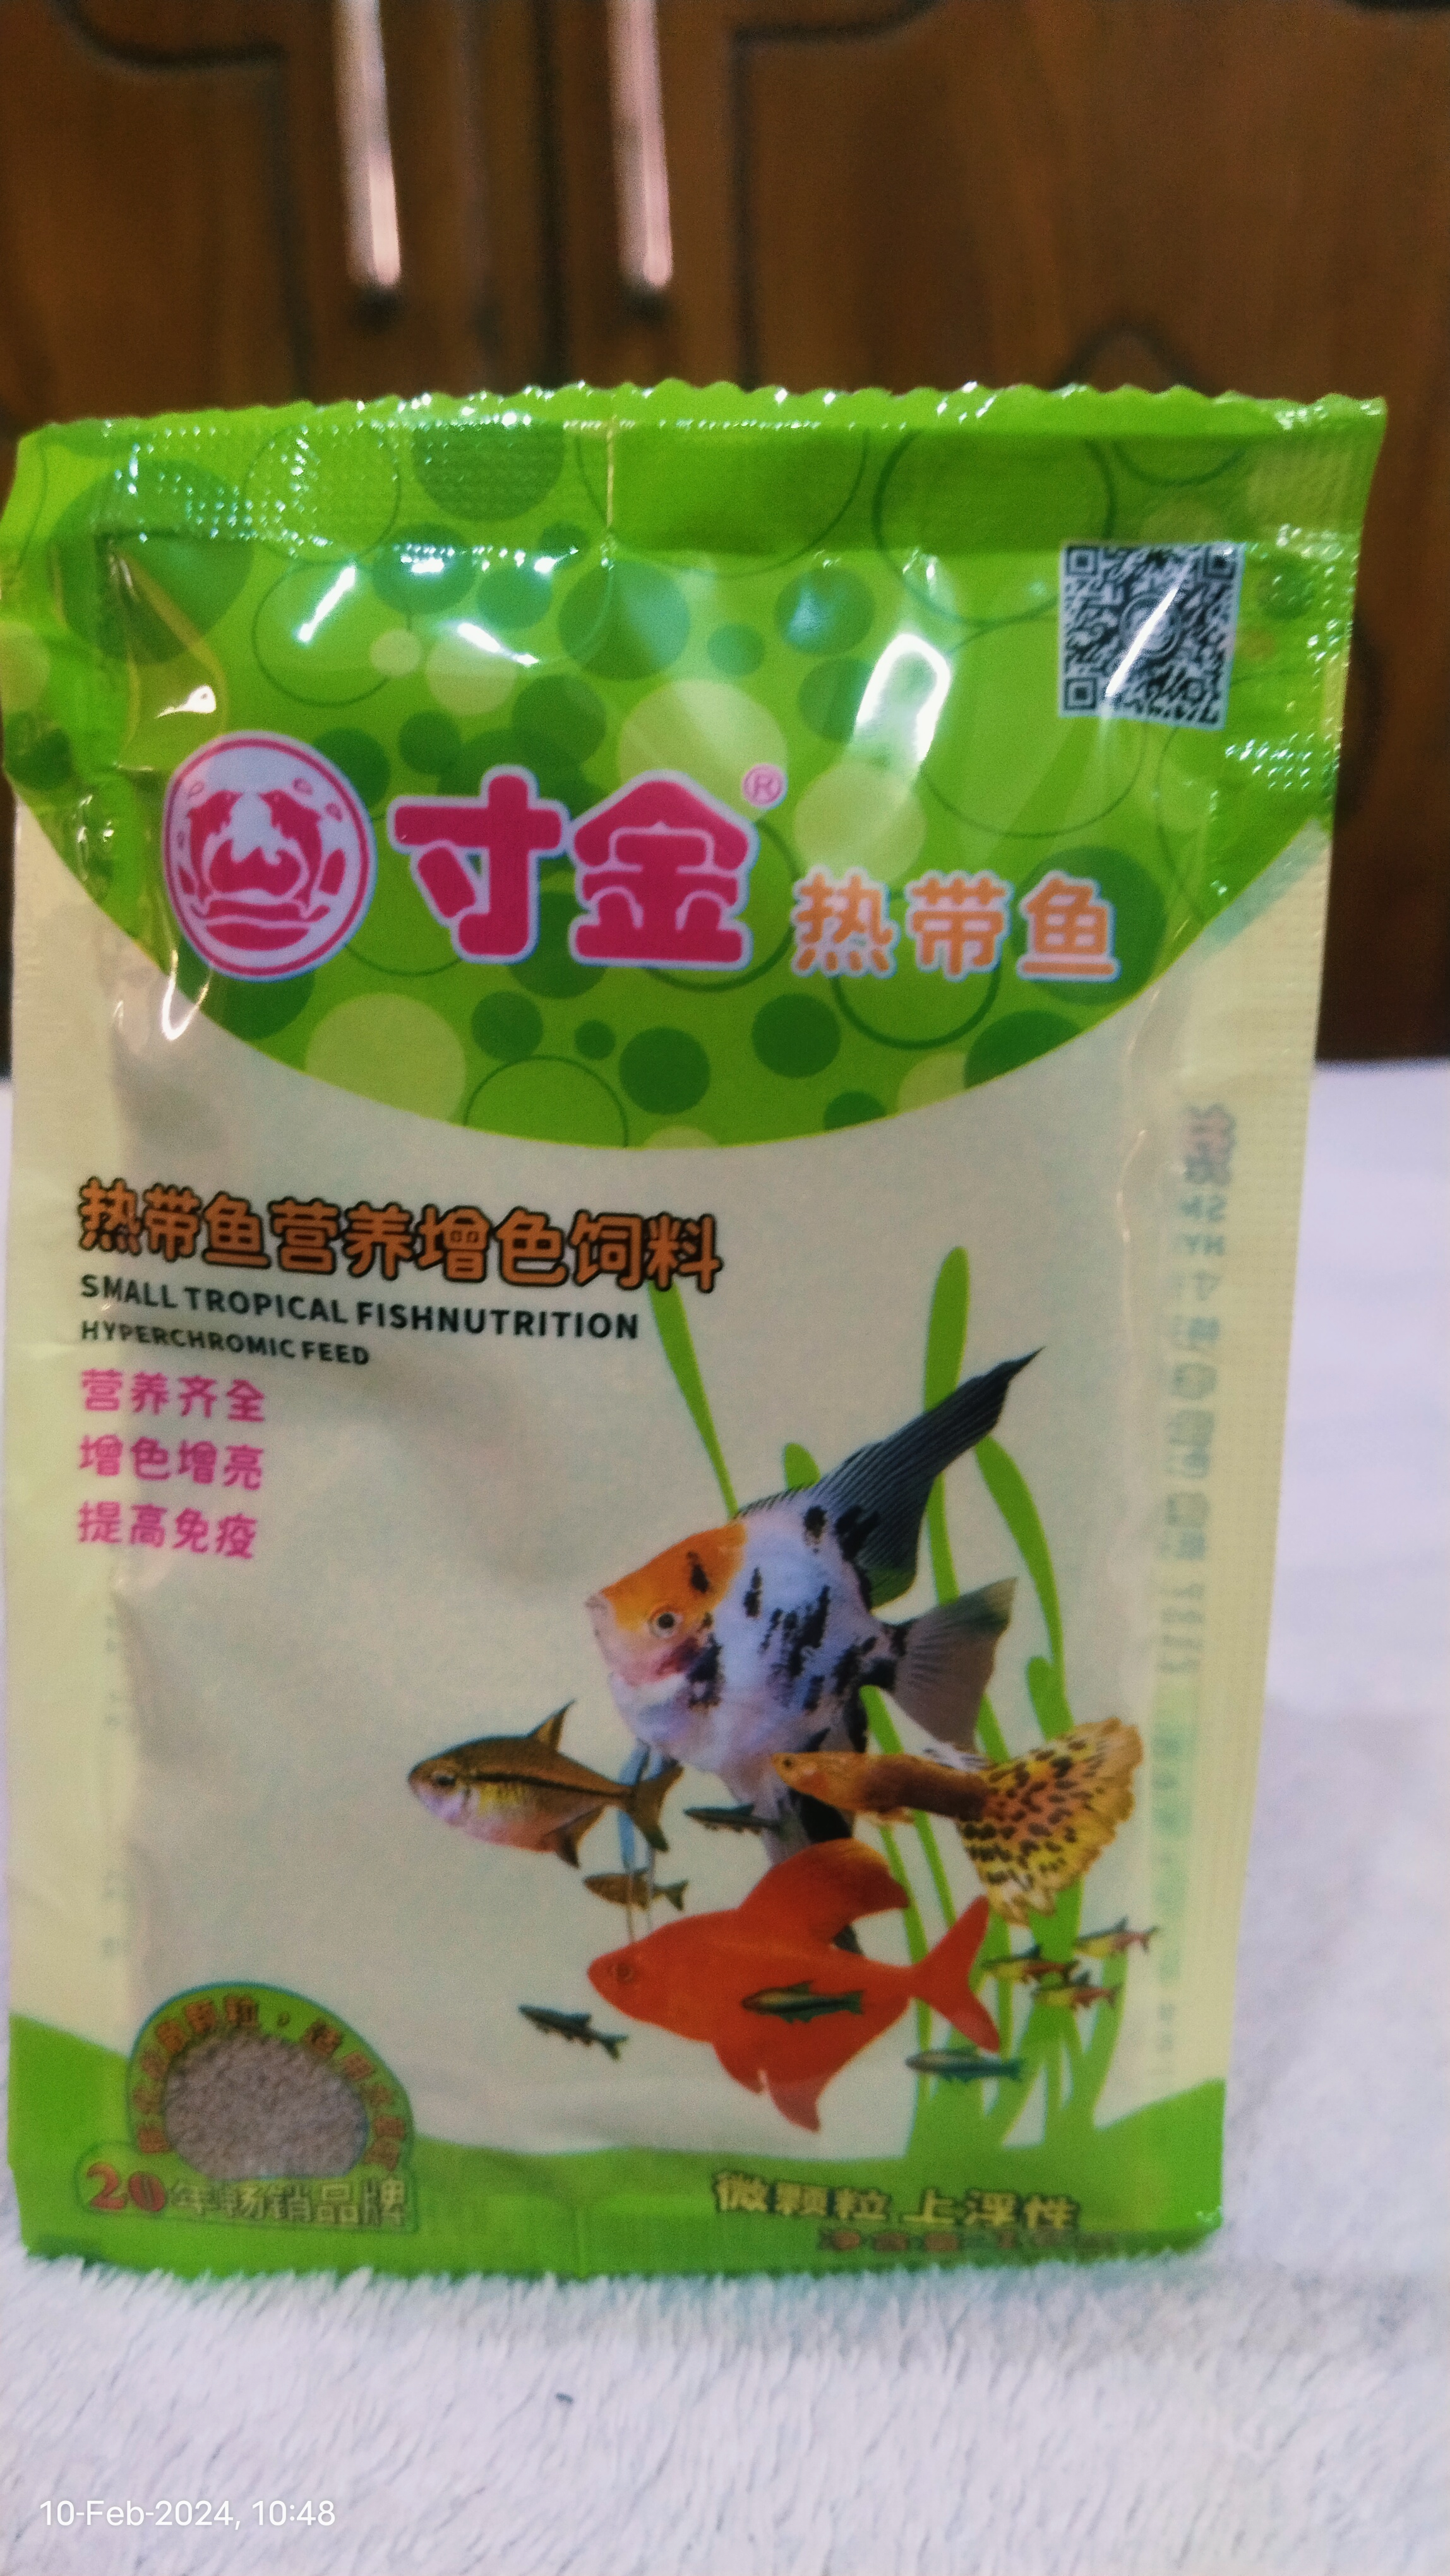 寸金® 热带鱼
热带鱼营养增色饲料
SMALL TROPICAL FISHNUTRITION
HYPERCHROMIC FEED
营养齐全
增色增亮
提高免疫
20年畅销品牌
微颗粒 上浮性
10-Feb-2024, 10:48